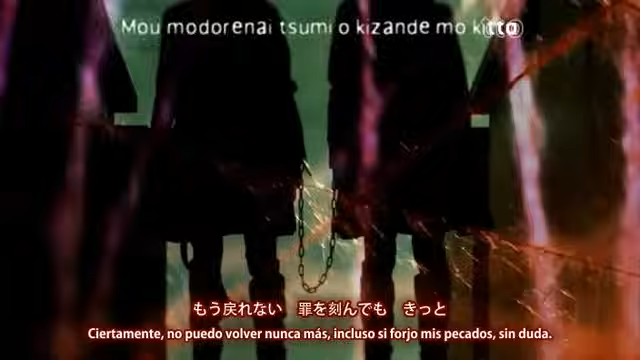 Mou modorenai tsumi o kizande mo kitto
もう戻れない　罪を刻んでも　きっと
Ciertamente, no puedo volver nunca más, incluso si forjo mis pecados, sin duda.